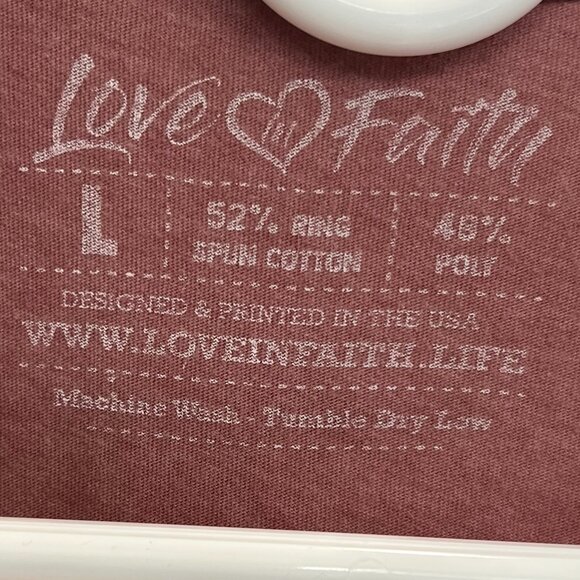 Love Faith
L 52% RING SPUN COTTON 48% POLY
DESIGNED & PRINTED IN THE USA
WWW.LOVEINFAITH.LIFE
Machine Wash - Tumble Dry Low